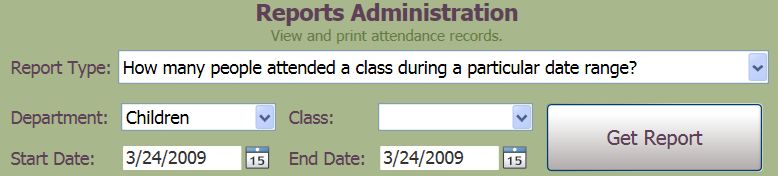 Reports Administration
View and print attendance records.
Report Type: How many people attended a class during a particular date range?
Department: Children Class: Get Report
Start Date: 3/24/2009 15 End Date: 3/24/2009 15